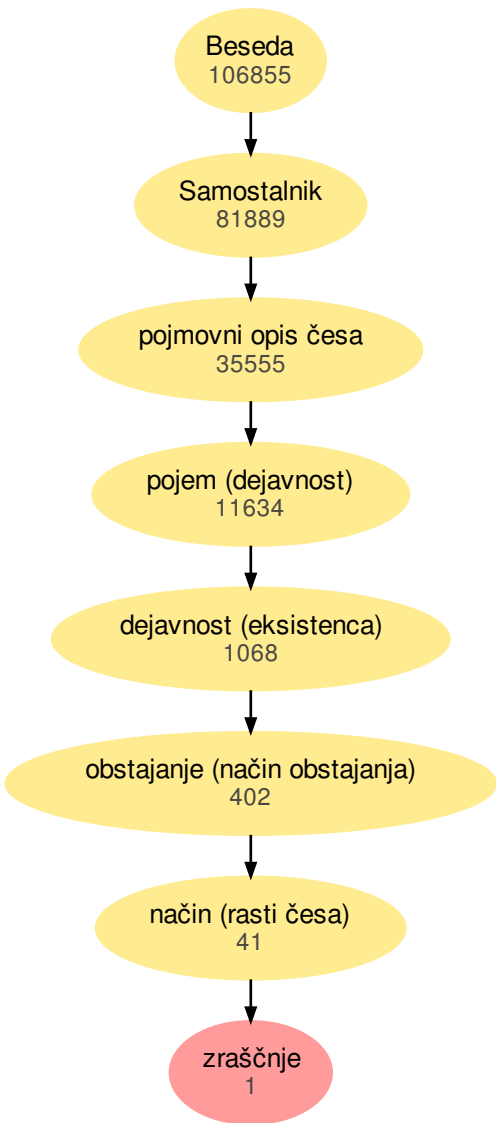 Beseda
106855
Samostalnik
81889
pojmovni opis česa
35555
pojem (dejavnost)
11634
dejavnost (eksistenca)
1068
obstajanje (način obstajanja)
402
način (rasti česa)
41
zraščnje
1